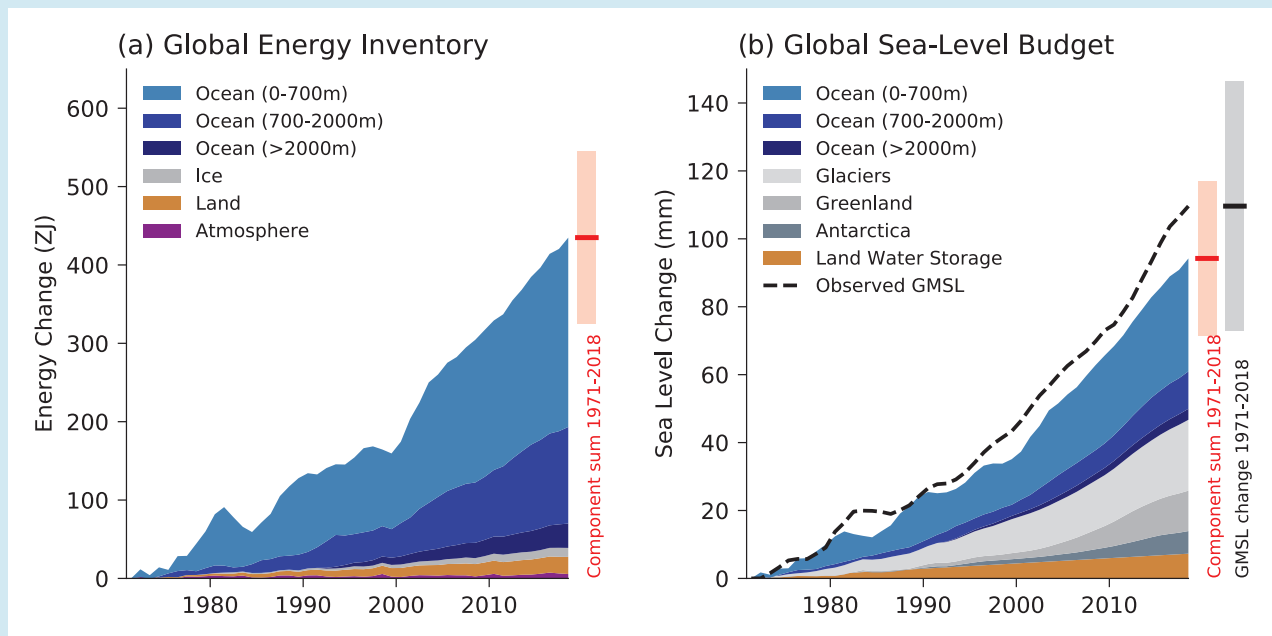 (a) Global Energy Inventory
Energy Change (ZJ)
600
500
400
300
200
100
0
1980
1990
2000
2010
Ocean (0-700m)
Ocean (700-2000m)
Ocean (>2000m)
Ice
Land
Atmosphere
Component sum 1971-2018
(b) Global Sea-Level Budget
Sea Level Change (mm)
140
120
100
80
60
40
20
0
1980
1990
2000
2010
Ocean (0-700m)
Ocean (700-2000m)
Ocean (>2000m)
Glaciers
Greenland
Antarctica
Land Water Storage
Observed GMSL
Component sum 1971-2018
GMSL change 1971-2018